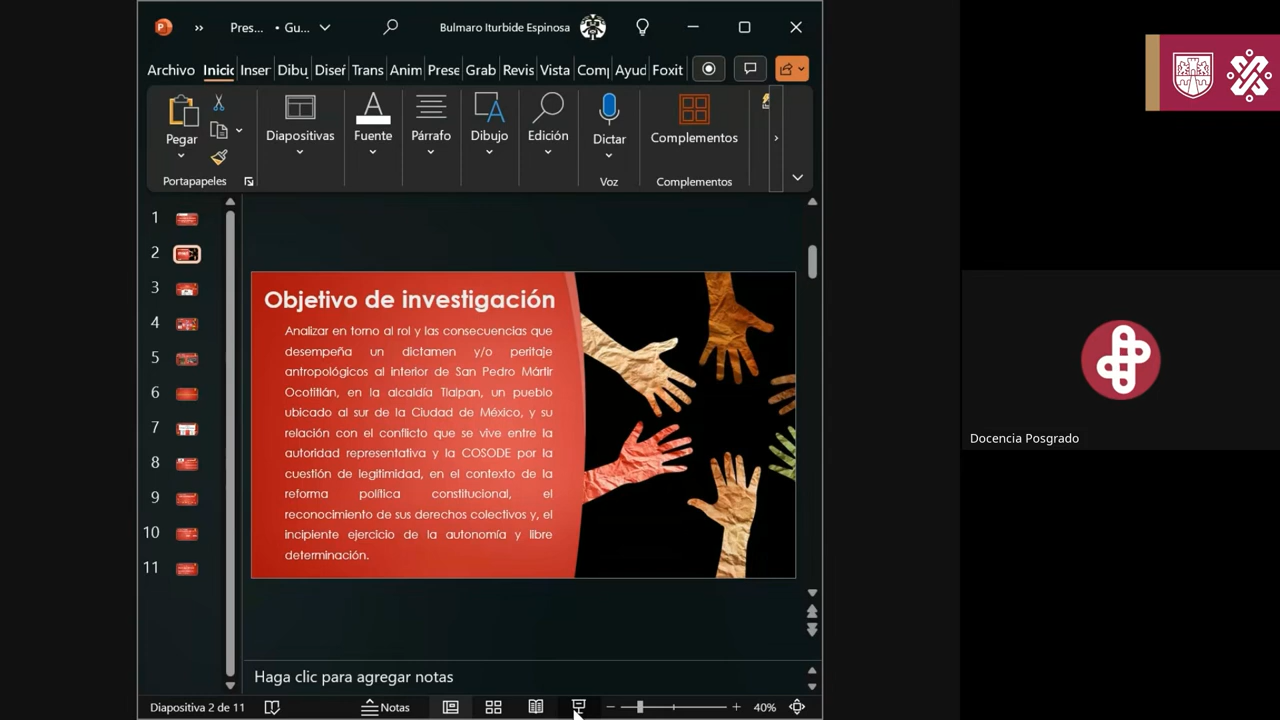 Pres... • Gu...
Bulmaro Iturbide Espinosa
Archivo
Inicio
Inser
Dibu
Diseñ
Trans
Anim
Prese
Grab
Revis
Vista
Comp
Ayud
Foxit
Pegar
Diapositivas
Fuente
Párrafo
Dibujo
Edición
Dictar
Complementos
Portapapeles
Voz
Complementos
1
2
3
4
5
6
7
8
9
10
11
Objetivo de investigación
Analizar en torno al rol y las consecuencias que
desempeña un dictamen y/o peritaje
antropológicos al interior de San Pedro Mártir
Ocotitlán, en la alcaldía Tlalpan, un pueblo
ubicado al sur de la Ciudad de México, y su
relación con el conflicto que se vive entre la
autoridad representativa y la COSODE por la
cuestión de legitimidad, en el contexto de la
reforma política constitucional, el
reconocimiento de sus derechos colectivos y, el
incipiente ejercicio de la autonomía y libre
determinación.
Haga clic para agregar notas
Diapositiva 2 de 11
Notas
40%
Docencia Posgrado